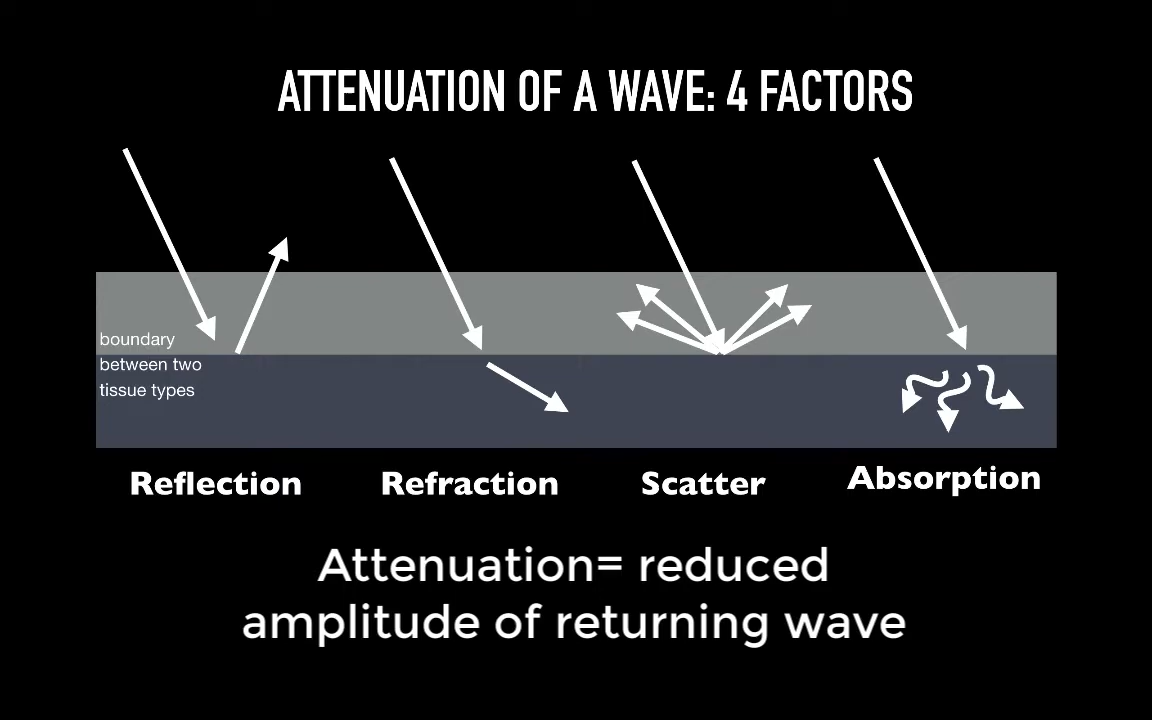 ATTENUATION OF A WAVE: 4 FACTORS
boundary
between two
tissue types
Reflection
Refraction
Scatter
Absorption
Attenuation= reduced
amplitude of returning wave